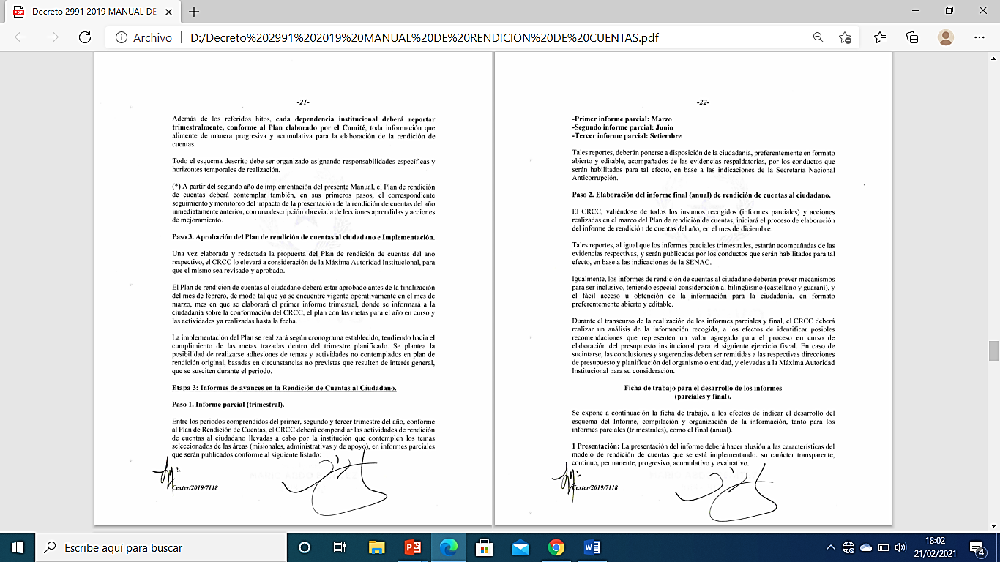 Decreto 2991 2019 MANUAL DE
Archivo
D:/Decreto%202991%202019%20MANUAL%20DE%20RENDICION%20DE%20CUENTAS.pdf
-21-
Además de los referidos hitos, cada dependencia institucional deberá reportar
trimestralmente, conforme al Plan elaborado por el Comité, toda información que
alimente de manera progresiva y acumulativa para la elaboración de la rendición de
cuentas.
Todo el esquema descrito debe ser organizado asignando responsabilidades específicas y
horizontes temporales de realización.
(*) A partir del segundo año de implementación del presente Manual, el Plan de rendición
de cuentas deberá contemplar también, en sus primeros pasos, el correspondiente
seguimiento y monitoreo del impacto de la presentación de la rendición de cuentas del año
inmediatamente anterior, con una descripción abreviada de lecciones aprendidas y acciones
de mejoramiento.
Paso 3. Aprobación del Plan de rendición de cuentas al ciudadano e Implementación.
Una vez elaborada y redactada la propuesta del Plan de rendición de cuentas del año
respectivo, el CRCC lo elevará a consideración de la Máxima Autoridad Institucional, para
que el mismo sea revisado y aprobado.
El Plan de rendición de cuentas al ciudadano deberá estar aprobado antes de la finalización
del mes de febrero, de modo tal que ya se encuentre vigente operativamente en el mes de
marzo, mes en que se elaborará el primer informe trimestral, donde se informará a la
ciudadanía sobre la conformación del CRCC, el plan con las metas para el año en curso y
las actividades ya realizadas hasta la fecha.
La implementación del Plan se realizará según cronograma establecido, tendiendo hacia el
cumplimiento de las metas trazadas dentro del trimestre planificado. Se plantea la
posibilidad de realizarse adhesiones de temas y actividades no contemplados en plan de
rendición original, basadas en circunstancias no previstas que resulten de interés general,
que se susciten durante el periodo.
Etapa 3: Informes de avances en la Rendición de Cuentas al Ciudadano.
Paso 1. Informe parcial (trimestral).
Entre los periodos comprendidos del primer, segundo y tercer trimestre del año, conforme
al Plan de Rendición de Cuentas, el CRCC deberá compendiar las actividades de rendición
de cuentas al ciudadano llevadas a cabo por la institución que contemplen los temas
seleccionados de las áreas (misionales, administrativas y de apoyo), en informes parciales
que serán publicados conforme al siguiente listado:
Cexter/2019/7118
-22-
-Primer informe parcial: Marzo
-Segundo informe parcial: Junio
-Tercer informe parcial: Setiembre
Tales reportes, deberán ponerse a disposición de la ciudadanía, preferentemente en formato
abierto y editable, acompañados de las evidencias respaldatorias, por los conductos que
serán habilitados para tal efecto, en base a las indicaciones de la Secretaría Nacional
Anticorrupción.
Paso 2. Elaboración del informe final (anual) de rendición de cuentas al ciudadano.
El CRCC, valiéndose de todos los insumos recogidos (informes parciales) y acciones
realizadas en el marco del Plan de rendición de cuentas, iniciará el proceso de elaboración
del informe de rendición de cuentas del año, en el mes de diciembre.
Tales reportes, al igual que los informes parciales trimestrales, estarán acompañadas de las
evidencias respectivas, y serán publicadas por los conductos que serán habilitados para tal
efecto, en base a las indicaciones de la SENAC.
Igualmente, los informes de rendición de cuentas al ciudadano deberán prever mecanismos
para ser inclusivo, teniendo especial consideración al bilingüismo (castellano y guaraní), y
el fácil acceso u obtención de la información para la ciudadanía, en formato
preferentemente abierto y editable.
Durante el transcurso de la realización de los informes parciales y final, el CRCC deberá
realizar un análisis de la información recogida, a los efectos de identificar posibles
recomendaciones que representen un valor agregado para el proceso en curso de
elaboración del presupuesto institucional para el siguiente ejercicio fiscal. En caso de
sucintarse, las conclusiones y sugerencias deben ser remitidas a las respectivas direcciones
de presupuesto y planificación del organismo o entidad, y elevadas a la Máxima Autoridad
Institucional para su consideración.
Ficha de trabajo para el desarrollo de los informes
(parciales y final).
Se expone a continuación la ficha de trabajo, a los efectos de indicar el desarrollo del
esquema del Informe, compilación y organización de la información, tanto para los
informes parciales (trimestrales), como el final (anual).
1 Presentación: La presentación del informe deberá hacer alusión a las características del
modelo de rendición de cuentas que se está implementando: su carácter transparente,
continuo, permanente, progresivo, acumulativo y evaluativo.
Cexter/2019/7118
Escribe aquí para buscar
18:02
21/02/2021
4